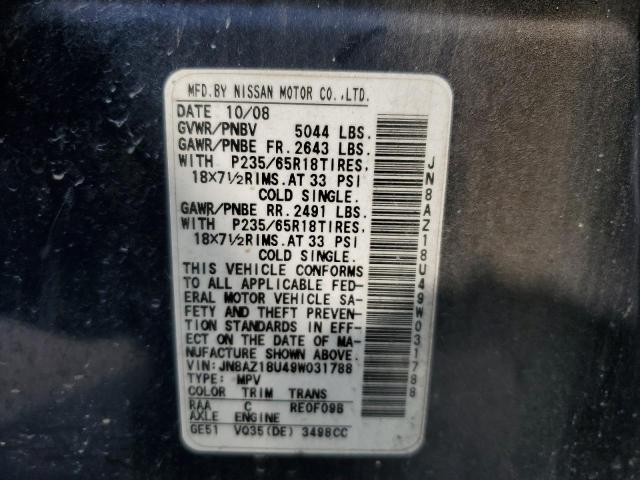 MFD.BY NISSAN MOTOR CO.,LTD.
DATE 10/08
GVWR/PNBV 5044 LBS.
GAWR/PNBE FR. 2643 LBS.
WITH P235/65R18TIRES,
18X7½RIMS.AT 33 PSI
COLD SINGLE.
GAWR/PNBE RR. 2491 LBS.
WITH P235/65R18TIRES,
18X7½RIMS.AT 33 PSI
COLD SINGLE.
THIS VEHICLE CONFORMS
TO ALL APPLICABLE FED-
ERAL MOTOR VEHICLE SA-
FETY AND THEFT PREVEN-
TION STANDARDS IN EFF-
ECT ON THE DATE OF MA-
NUFACTURE SHOWN ABOVE.
VIN: JN8AZ18U49W031788
TYPE: MPV
COLOR TRIM TRANS
RAA C RE0F09B
AXLE ENGINE
GE51 VQ35(DE) 3498CC
JN8AZ18U49W031788